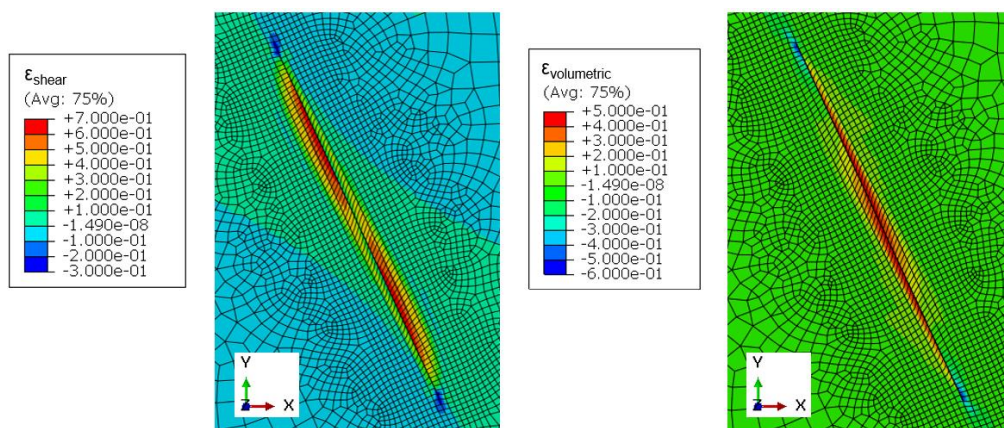 εshear
(Avg: 75%)
+7.000e-01
+6.000e-01
+5.000e-01
+4.000e-01
+3.000e-01
+2.000e-01
+1.000e-01
-1.490e-08
-1.000e-01
-2.000e-01
-3.000e-01
Y
Z X
εvolumetric
(Avg: 75%)
+5.000e-01
+4.000e-01
+3.000e-01
+2.000e-01
+1.000e-01
-1.490e-08
-1.000e-01
-2.000e-01
-3.000e-01
-4.000e-01
-5.000e-01
-6.000e-01
Y
Z X